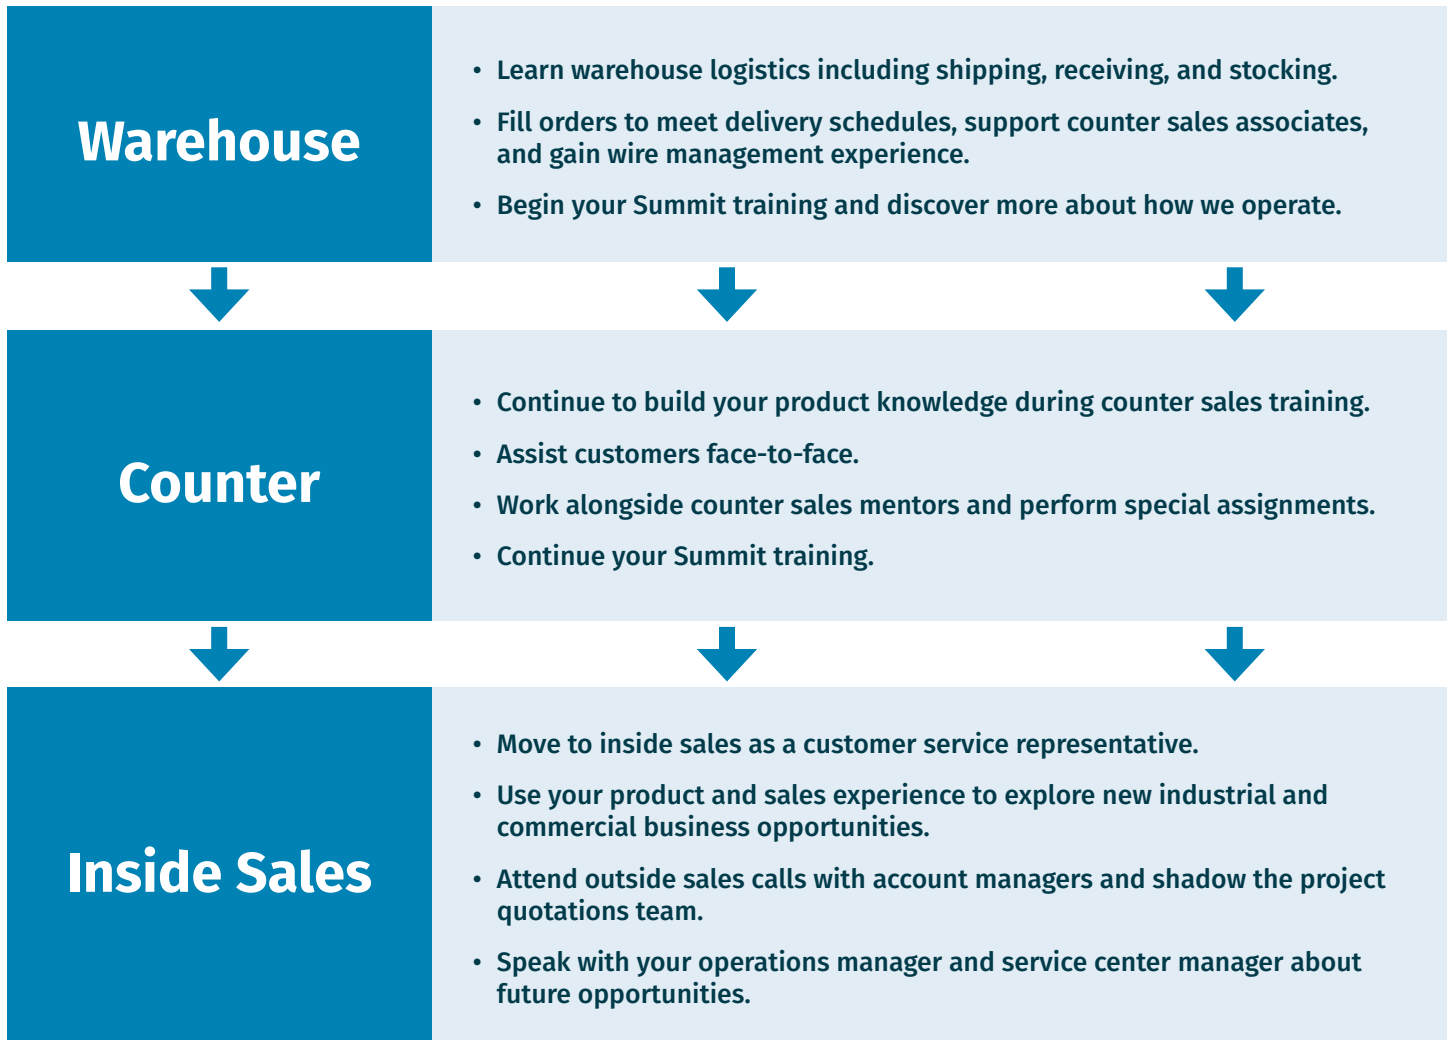 Warehouse
• Learn warehouse logistics including shipping, receiving, and stocking.
• Fill orders to meet delivery schedules, support counter sales associates,
and gain wire management experience.
• Begin your Summit training and discover more about how we operate.
Counter
• Continue to build your product knowledge during counter sales training.
• Assist customers face-to-face.
• Work alongside counter sales mentors and perform special assignments.
• Continue your Summit training.
Inside Sales
• Move to inside sales as a customer service representative.
• Use your product and sales experience to explore new industrial and
commercial business opportunities.
• Attend outside sales calls with account managers and shadow the project
quotations team.
• Speak with your operations manager and service center manager about
future opportunities.